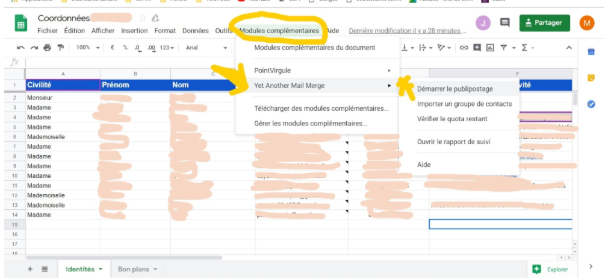 Coordonnées
Fichier Édition Afficher Insertion Format Données Outils Modules complémentaires Aide Dernière modification il y a 28 minutes...
Partager
J
M
100% € % .0 .00 123 Arial
Modules complémentaires du document
PointVirgule
Yet Another Mail Merge
Télécharger des modules complémentaires...
Gérer les modules complémentaires...
Démarrer le publipostage
Importer un groupe de contacts
Vérifier le quota restant
Ouvrir le rapport de suivi
Aide
A B C
1 Civilité Prénom Nom
2 Monsieur
3 Madame
4 Madame
5 Madame
6 Mademoiselle
7 Madame
8 Madame
9 Madame
10 Madame
11 Madame
12 Mademoiselle
13 Mademoiselle
14 Madame
15
16
17
18
Identités Bon plans
Explorer